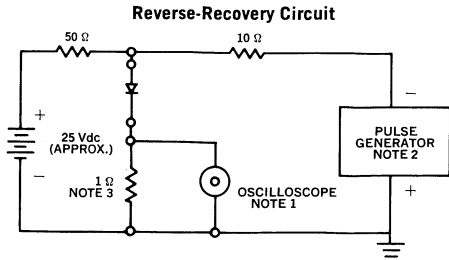 Reverse-Recovery Circuit
50 Ω
10 Ω
+
25 Vdc
(APPROX.)
−
1 Ω
NOTE 3
OSCILLOSCOPE
NOTE 1
−
PULSE
GENERATOR
NOTE 2
+